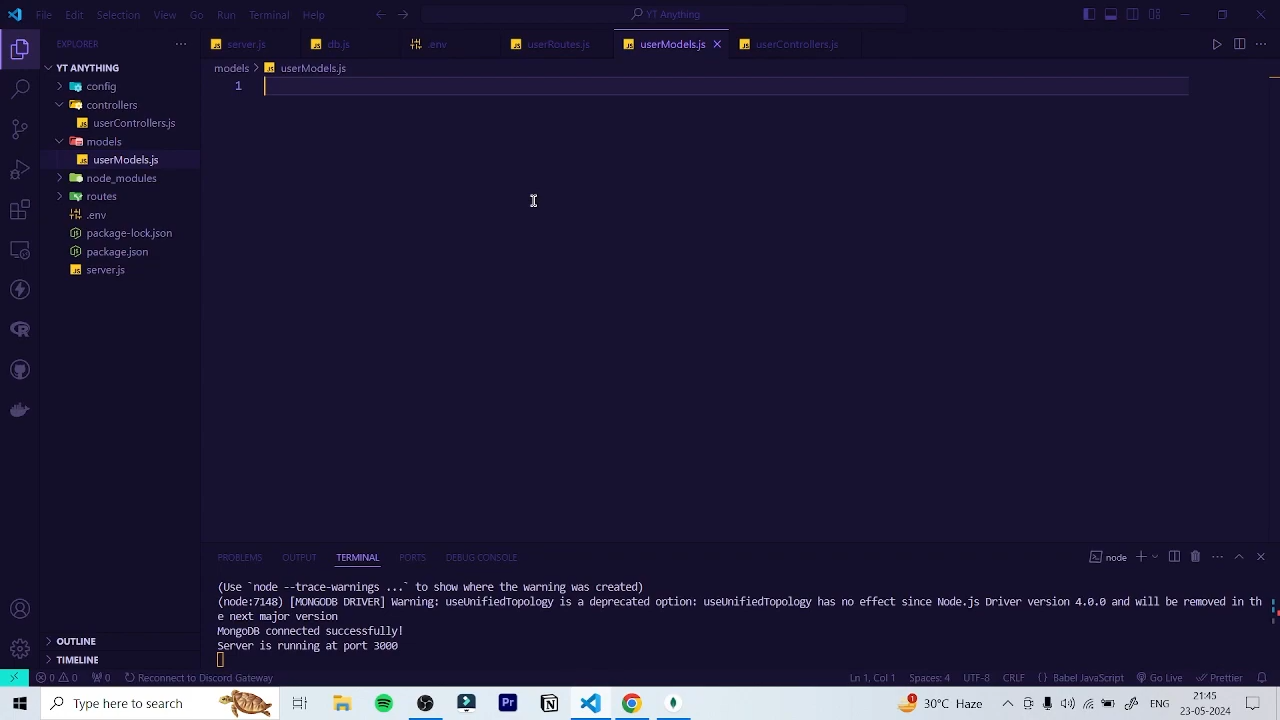 File Edit Selection View Go Run Terminal Help
YT Anything
EXPLORER
server.js
db.js
.env
userRoutes.js
userModels.js
userControllers.js
YT ANYTHING
models > userModels.js
config
1
controllers
userControllers.js
models
userModels.js
node_modules
routes
.env
package-lock.json
package.json
server.js
PROBLEMS OUTPUT TERMINAL PORTS DEBUG CONSOLE
node
(Use `node --trace-warnings ...` to show where the warning was created)
(node:7148) [MONGODB DRIVER] Warning: useUnifiedTopology is a deprecated option: useUnifiedTopology has no effect since Node.js Driver version 4.0.0 and will be removed in th
e next major version
MongoDB connected successfully!
Server is running at port 3000
OUTLINE
TIMELINE
0 0 0 Reconnect to Discord Gateway
Ln 1, Col 1 Spaces: 4 UTF-8 CRLF {} Babel JavaScript Go Live Prettier
Type here to search
1
30°C Haze
ENG
23-05-2024